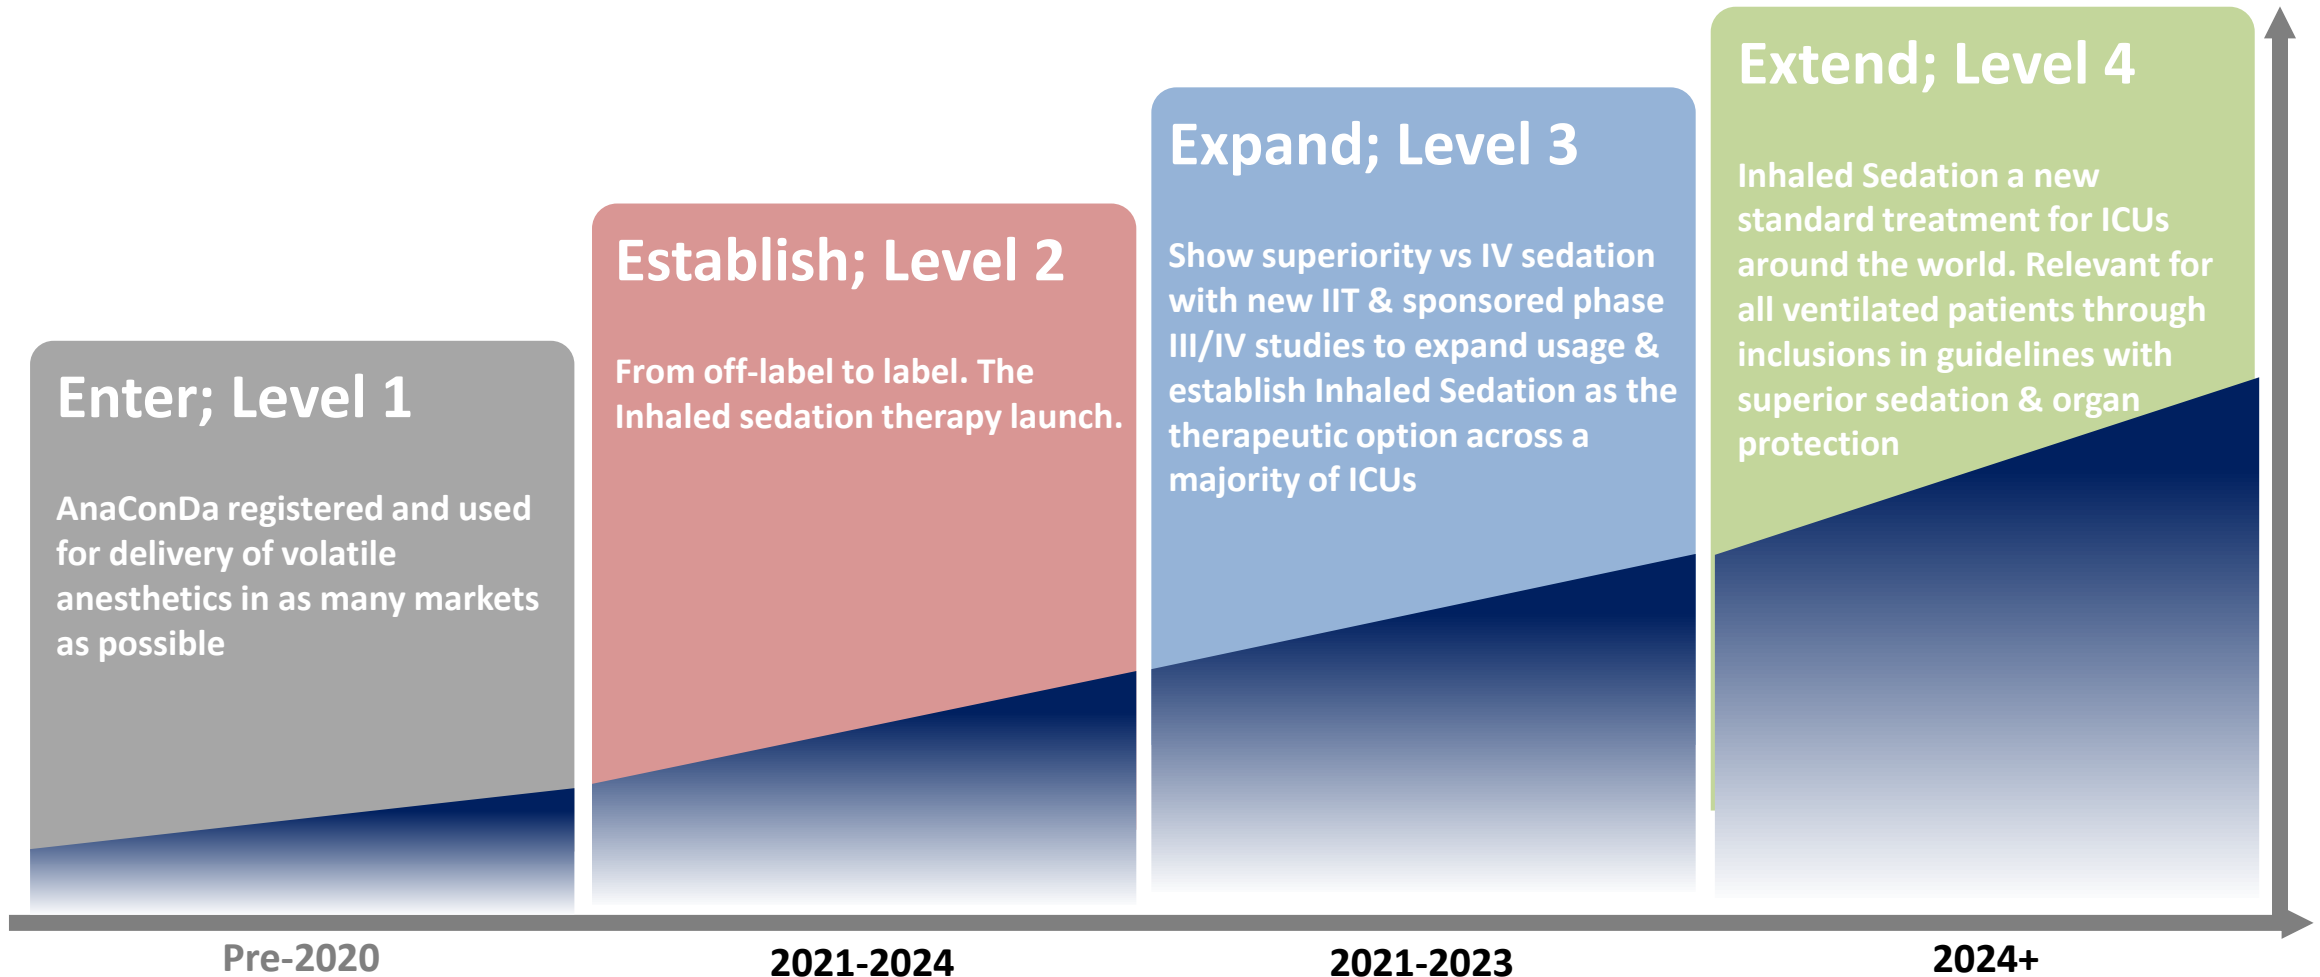 Enter; Level 1
AnaConDa registered and used
for delivery of volatile
anesthetics in as many markets
as possible
Establish; Level 2
From off-label to label. The
Inhaled sedation therapy launch.
Expand; Level 3
Show superiority vs IV sedation
with new IIT & sponsored phase
III/IV studies to expand usage &
establish Inhaled Sedation as the
therapeutic option across a
majority of ICUs
Extend; Level 4
Inhaled Sedation a new
standard treatment for ICUs
around the world. Relevant for
all ventilated patients through
inclusions in guidelines with
superior sedation & organ
protection
Pre-2020
2021-2024
2021-2023
2024+